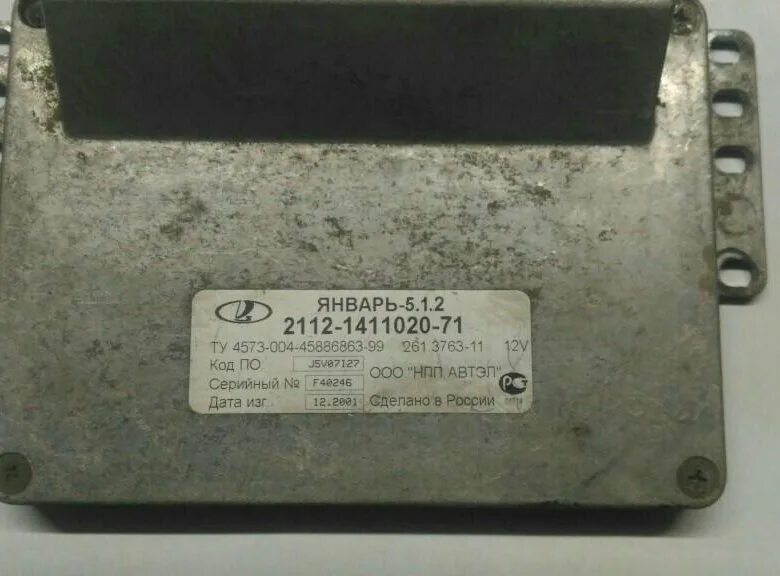 ЯНВАРЬ-5.1.2
2112-1411020-71
ТУ 4573-004-45886863-99 261 3763-11 12V
Код ПО J5V07I27 ООО "НПП АВТЭЛ"
Серийный № F40246
Дата изг. 12.2001 Сделано в России